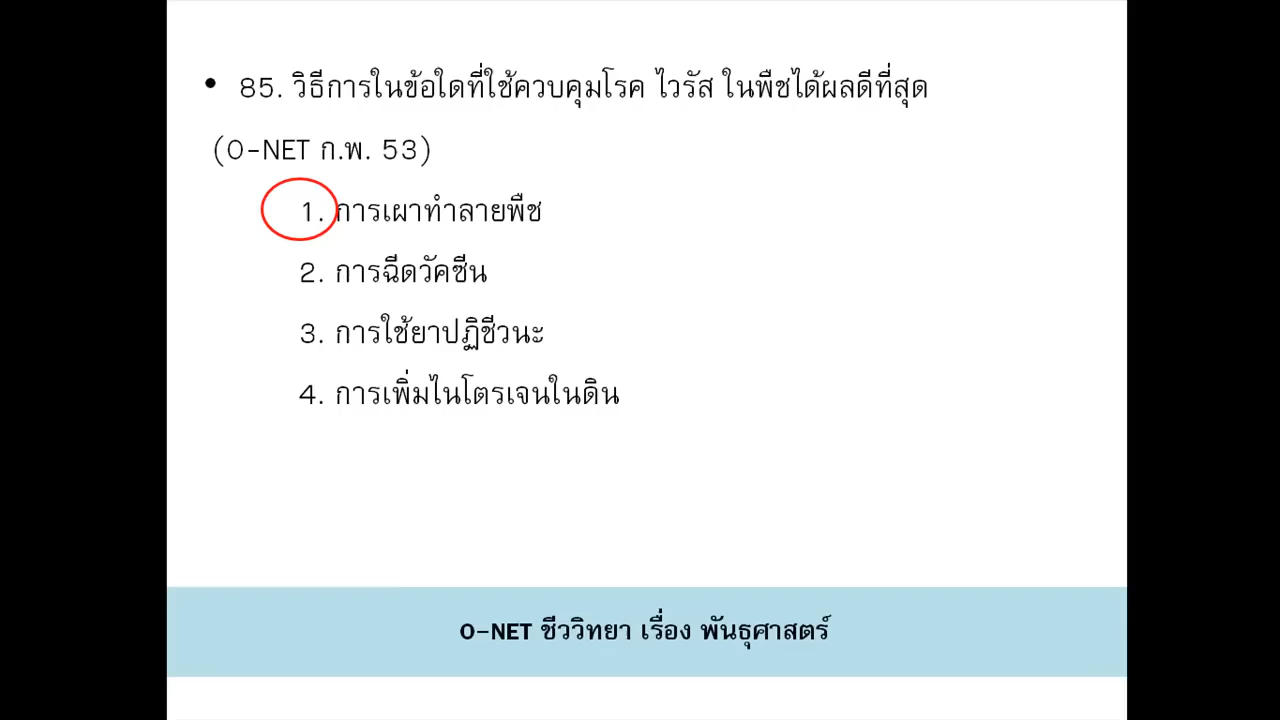 • 85. วิธีการในข้อใดที่ใช้ควบคุมโรค ไวรัส ในพืชได้ผลดีที่สุด
(O-NET ก.พ. 53)
1. การเผาทำลายพืช
2. การฉีดวัคซีน
3. การใช้ยาปฏิชีวนะ
4. การเพิ่มไนโตรเจนในดิน
O-NET ชีววิทยา เรื่อง พันธุศาสตร์